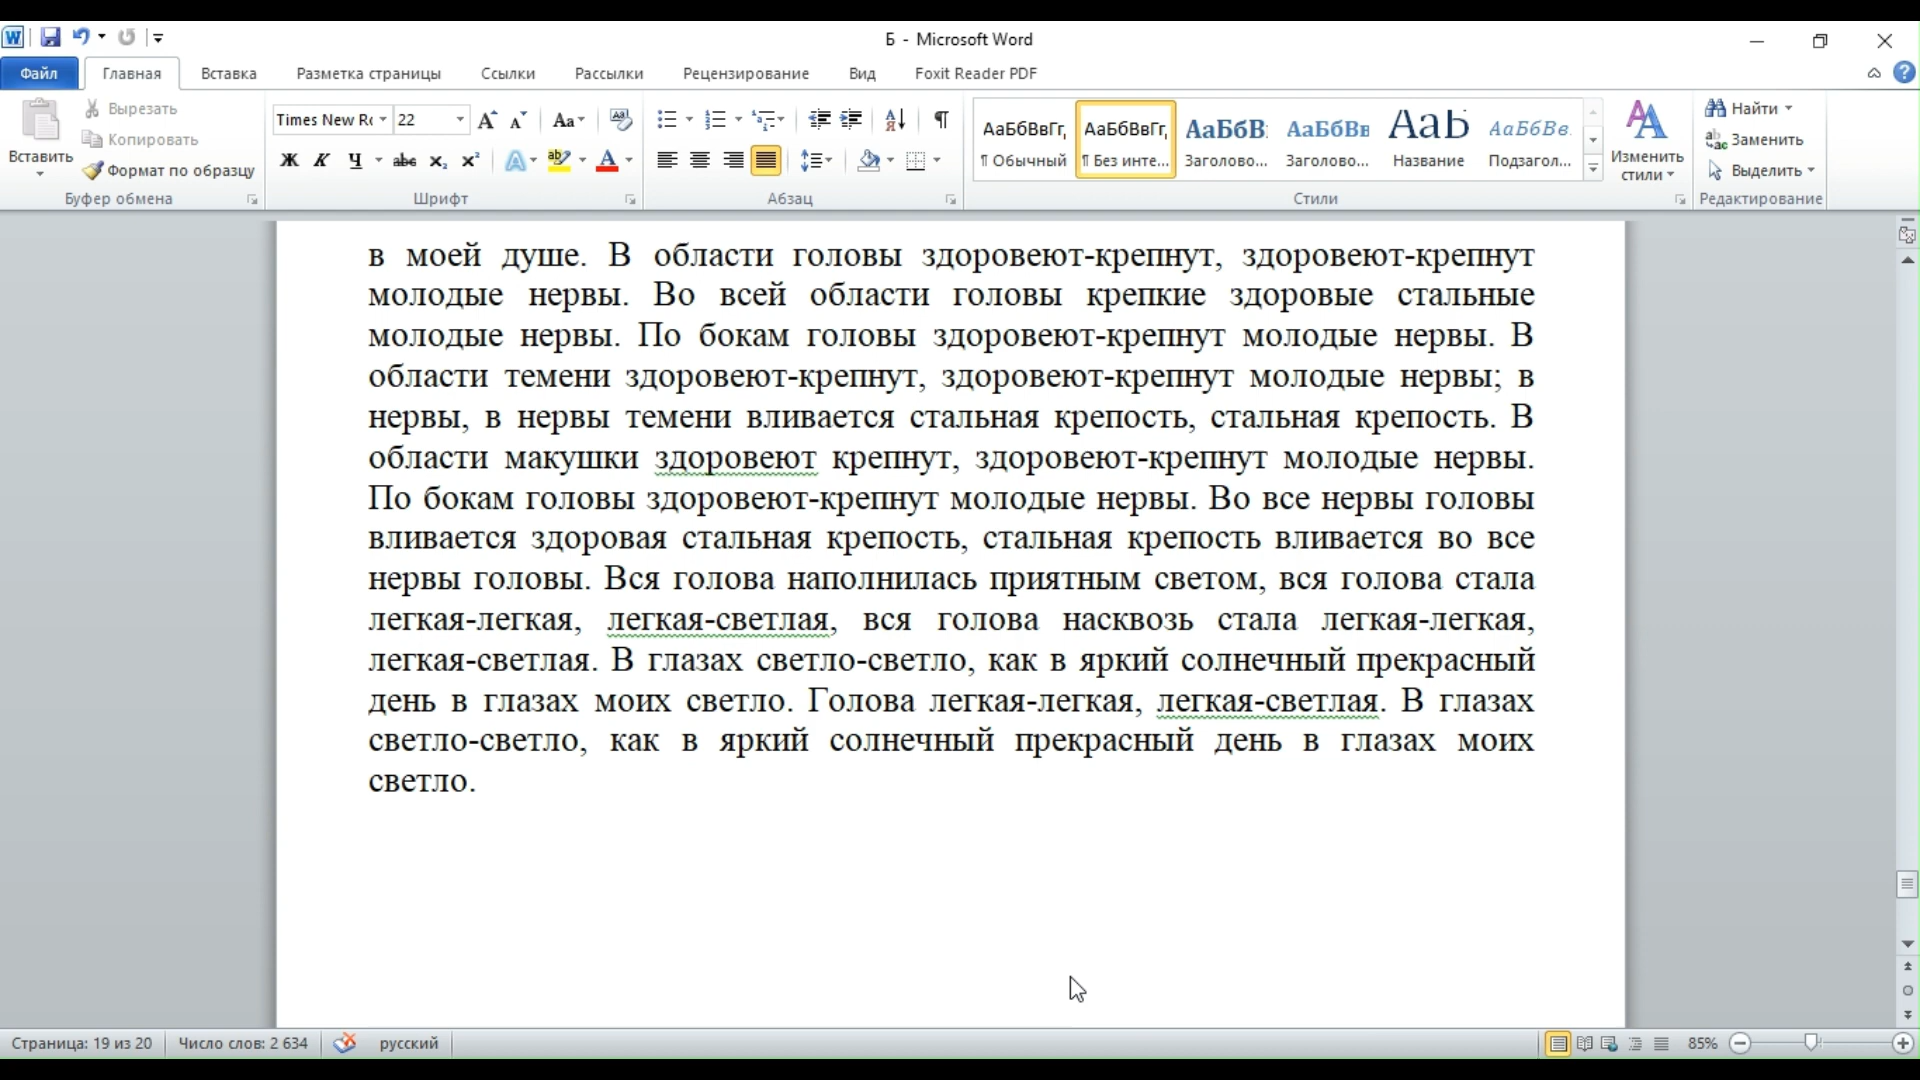 Б - Microsoft Word
Файл Главная Вставка Разметка страницы Ссылки Рассылки Рецензирование Вид Foxit Reader PDF
Вставить
Вырезать
Копировать
Формат по образцу
Буфер обмена
Times New Rc 22
Ж К Ч abc x₂ x²
Шрифт
Абзац
АаБбВвГг, АаБбВвГг, АаБбВ АаБбВв АаБ АаБбВв.
¶ Обычный ¶ Без инте... Заголово... Заголово... Название Подзагол...
Стили
Изменить стили
Найти
Заменить
Выделить
Редактирование
в моей душе. В области головы здоровеют-крепнут, здоровеют-крепнут
молодые нервы. Во всей области головы крепкие здоровые стальные
молодые нервы. По бокам головы здоровеют-крепнут молодые нервы. В
области темени здоровеют-крепнут, здоровеют-крепнут молодые нервы; в
нервы, в нервы темени вливается стальная крепость, стальная крепость. В
области макушки здоровеют крепнут, здоровеют-крепнут молодые нервы.
По бокам головы здоровеют-крепнут молодые нервы. Во все нервы головы
вливается здоровая стальная крепость, стальная крепость вливается во все
нервы головы. Вся голова наполнилась приятным светом, вся голова стала
легкая-легкая, легкая-светлая, вся голова насквозь стала легкая-легкая,
легкая-светлая. В глазах светло-светло, как в яркий солнечный прекрасный
день в глазах моих светло. Голова легкая-легкая, легкая-светлая. В глазах
светло-светло, как в яркий солнечный прекрасный день в глазах моих
светло.
Страница: 19 из 20 Число слов: 2 634 русский 85%